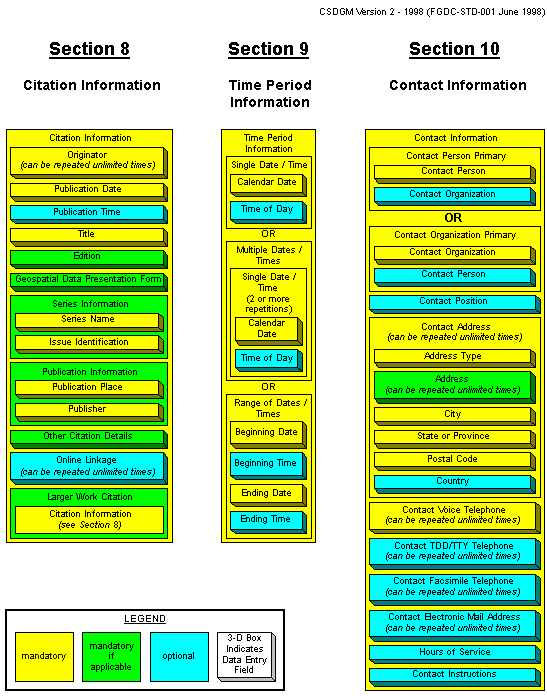 CSDGM Version 2 - 1998 (FGDC-STD-001 June 1998)
Section 8
Citation Information
Citation Information
Originator
(can be repeated unlimited times)
Publication Date
Publication Time
Title
Edition
Geospatial Data Presentation Form
Series Information
Series Name
Issue Identification
Publication Information
Publication Place
Publisher
Other Citation Details
Online Linkage
(can be repeated unlimited times)
Larger Work Citation
Citation Information
(see Section 8)
Section 9
Time Period
Information
Time Period
Information
Single Date / Time
Calendar Date
Time of Day
OR
Multiple Dates /
Times
Single Date /
Time
(2 or more
repetitions)
Calendar
Date
Time of Day
OR
Range of Dates /
Times
Beginning Date
Beginning Time
Ending Date
Ending Time
Section 10
Contact Information
Contact Information
Contact Person Primary
Contact Person
Contact Organization
OR
Contact Organization Primary
Contact Organization
Contact Person
Contact Position
Contact Address
(can be repeated unlimited times)
Address Type
Address
(can be repeated unlimited times)
City
State or Province
Postal Code
Country
Contact Voice Telephone
(can be repeated unlimited times)
Contact TDD/TTY Telephone
(can be repeated unlimited times)
Contact Facsimile Telephone
(can be repeated unlimited times)
Contact Electronic Mail Address
(can be repeated unlimited times)
Hours of Service
Contact Instructions
LEGEND
mandatory
mandatory
if
applicable
optional
3-D Box
Indicates
Data Entry
Field